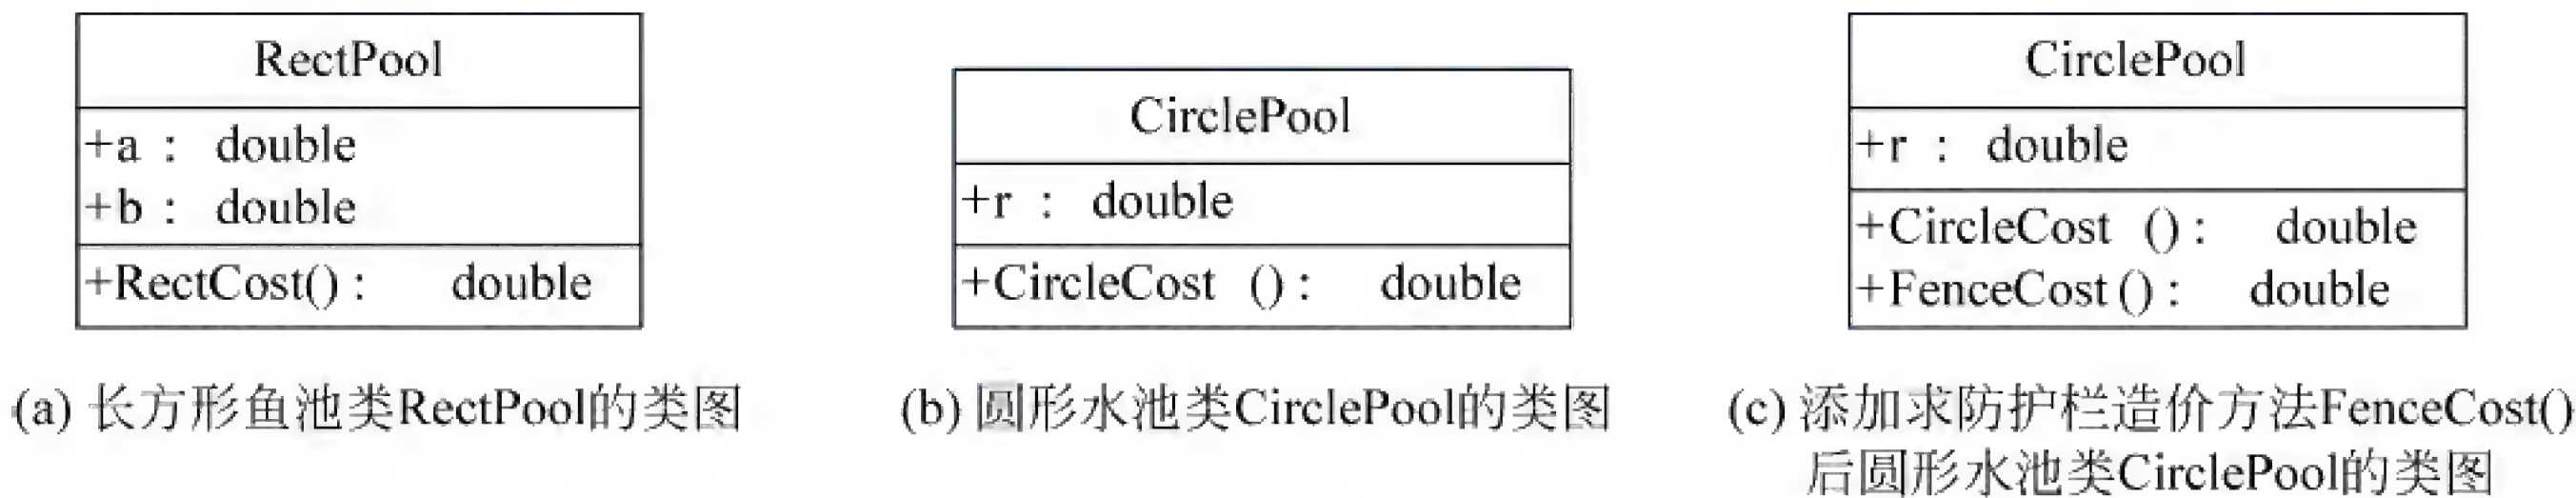 RectPool
+a : double
+b : double
+RectCost() : double
(a) 长方形鱼池类RectPool的类图
CirclePool
+r : double
+CircleCost () : double
(b) 圆形水池类CirclePool的类图
CirclePool
+r : double
+CircleCost () : double
+FenceCost () : double
(c) 添加求防护栏造价方法FenceCost()
后圆形水池类CirclePool的类图